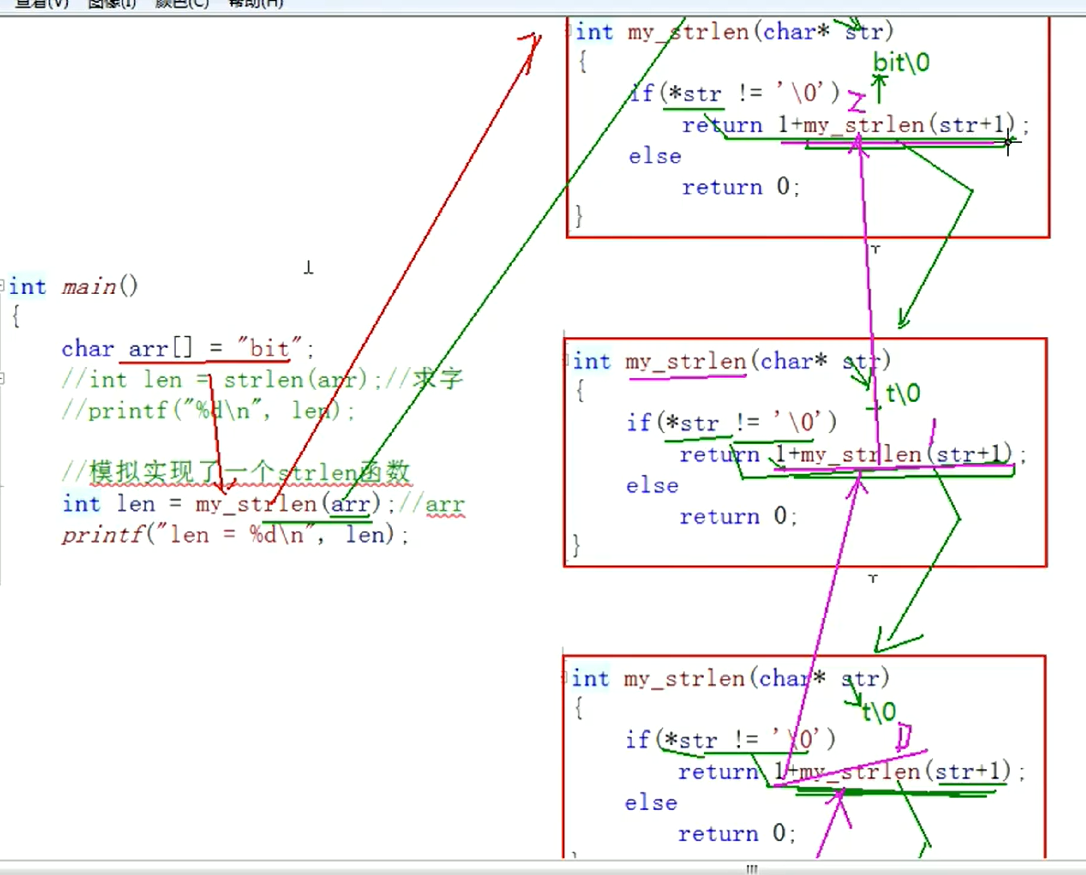 查看(V) 图像(I) 颜色(C) 帮助(H)
int my_strlen(char* str)
{
bit\0
if(*str != '\0')
2
return 1+my_strlen(str+1);
else
return 0;
}
int main()
{
char arr[] = "bit";
//int len = strlen(arr);//求字
//printf("%d\n", len);
//模拟实现了一个strlen函数
int len = my_strlen(arr);//arr
printf("len = %d\n", len);
int my_strlen(char* str)
{
t\0
if(*str != '\0')
1
return 1+my_strlen(str+1);
else
return 0;
}
int my_strlen(char* str)
{
t\0
if(*str != '\0')
0
return 1+my_strlen(str+1);
else
return 0;